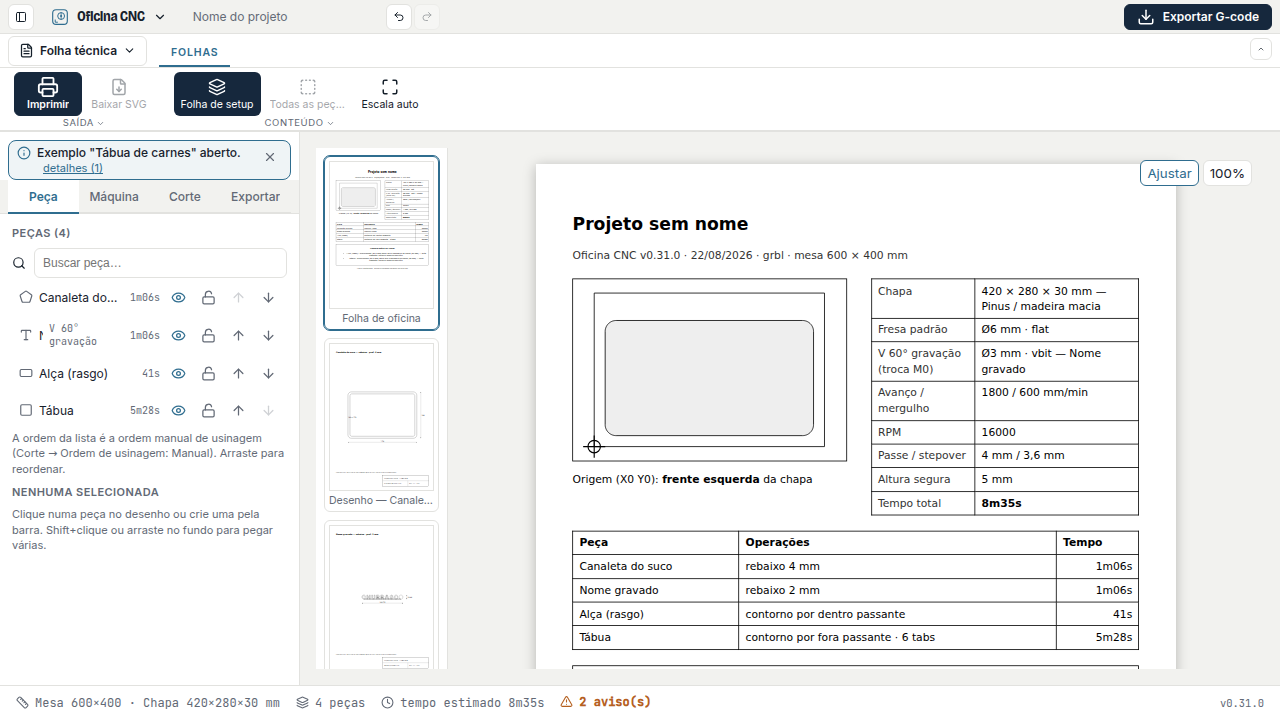 Oficina CNC
Nome do projeto
Exportar G-code
Folha técnica
FOLHAS
Imprimir
Baixar SVG
Folha de setup
Todas as peç...
Escala auto
SAÍDA
CONTEÚDO
Exemplo "Tábua de carnes" aberto.
detalhes (1)
Peça
Máquina
Corte
Exportar
PEÇAS (4)
Buscar peça...
Canaleta do... 1m06s
V 60° gravação 1m06s
Alça (rasgo) 41s
Tábua 5m28s
A ordem da lista é a ordem manual de usinagem
(Corte → Ordem de usinagem: Manual). Arraste para
reordenar.
NENHUMA SELECIONADA
Clique numa peça no desenho ou crie uma pela
barra. Shift+clique ou arraste no fundo para pegar
várias.
Folha de oficina
Desenho — Canale...
Ajustar
100%
Projeto sem nome
Oficina CNC v0.31.0 · 22/08/2026 · grbl · mesa 600 × 400 mm
Origem (X0 Y0): frente esquerda da chapa
Chapa 420 × 280 × 30 mm —
Pinus / madeira macia
Fresa padrão Ø6 mm · flat
V 60° gravação Ø3 mm · vbit — Nome
(troca M0) gravado
Avanço / 1800 / 600 mm/min
mergulho
RPM 16000
Passe / stepover 4 mm / 3,6 mm
Altura segura 5 mm
Tempo total 8m35s
Peça Operações Tempo
Canaleta do suco rebaixo 4 mm 1m06s
Nome gravado rebaixo 2 mm 1m06s
Alça (rasgo) contorno por dentro passante 41s
Tábua contorno por fora passante · 6 tabs 5m28s
Mesa 600×400 · Chapa 420×280×30 mm
4 peças
tempo estimado 8m35s
2 aviso(s)
v0.31.0